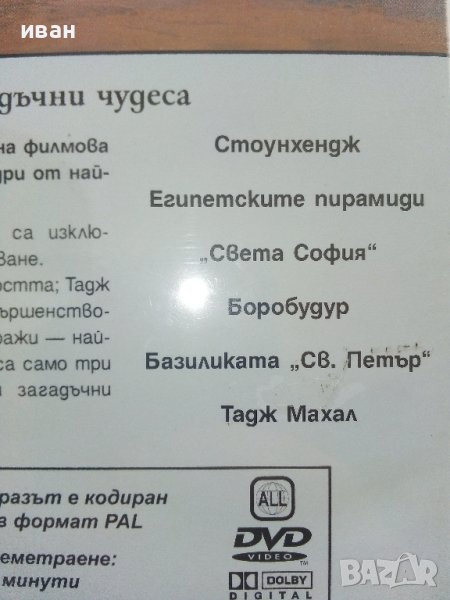 иван
дъчни чудеса
на филмова
дри от най-
са изклю-
ване.
остта; Тадж
вършенство-
ражи — най-
са само три
и загадъчни
Стоунхендж
Египетските пирамиди
„Света София“
Боробудур
Базиликата „Св. Петър“
Тадж Махал
разът е кодиран
в формат PAL
еметраене:
минути
ALL
DVD
VIDEO
DOLBY
DIGITAL
BAZAR